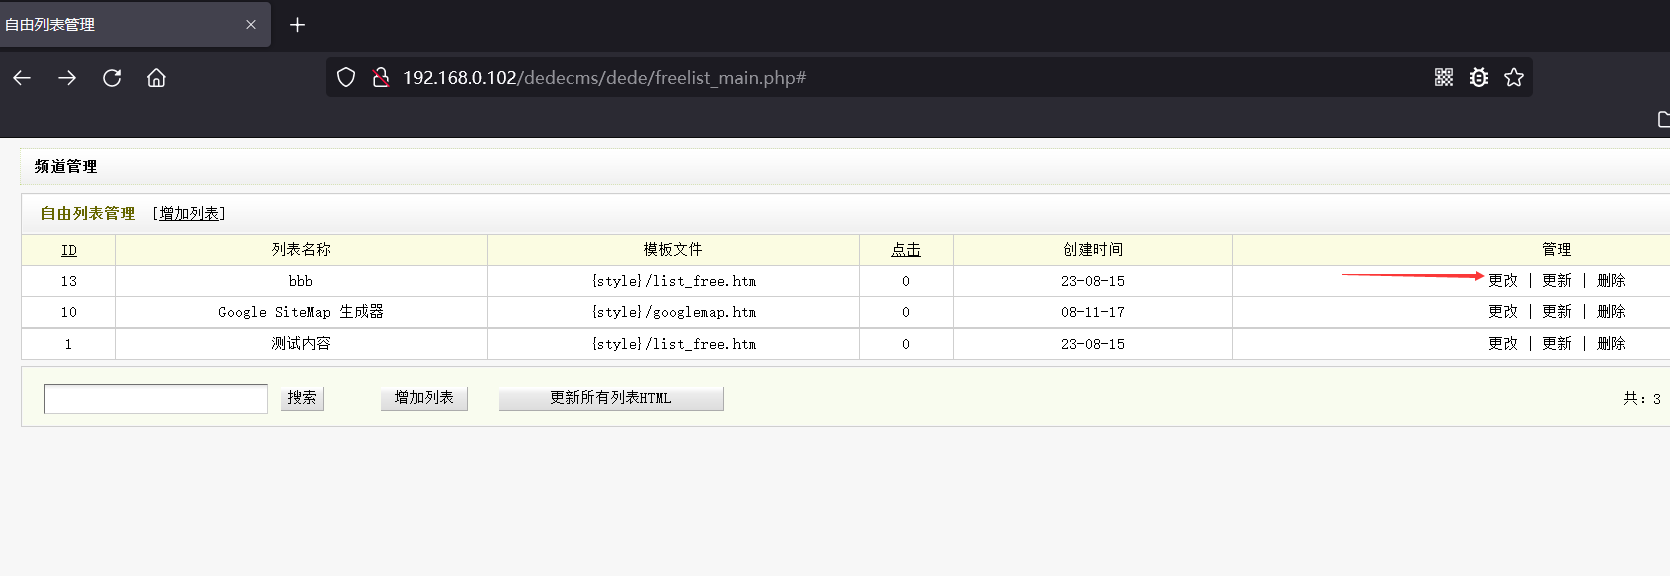 自由列表管理
192.168.0.102/dedecms/dede/freelist_main.php#
频道管理
自由列表管理 [增加列表]
ID 列表名称 模板文件 点击 创建时间 管理
13 bbb {style}/list_free.htm 0 23-08-15 更改 | 更新 | 删除
10 Google SiteMap 生成器 {style}/googlemap.htm 0 08-11-17 更改 | 更新 | 删除
1 测试内容 {style}/list_free.htm 0 23-08-15 更改 | 更新 | 删除
搜索 增加列表 更新所有列表HTML 共：3